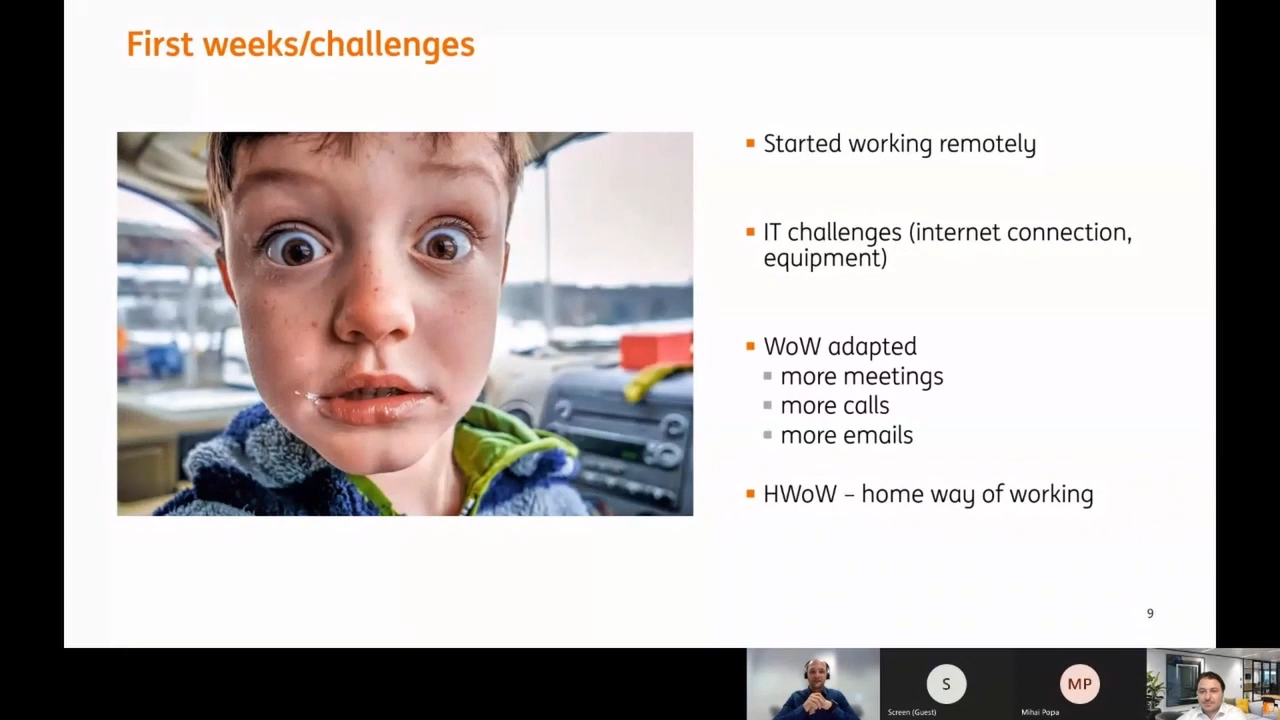 First weeks/challenges
Started working remotely
IT challenges (internet connection,
equipment)
WoW adapted
more meetings
more calls
more emails
HWoW – home way of working
9
S
MP
Screen (Guest)
Mihai Popa